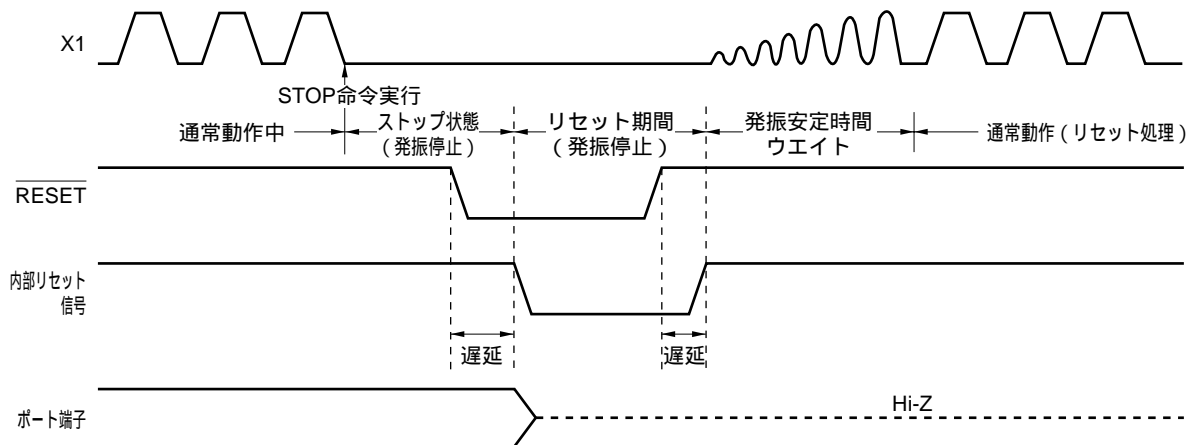 X1
STOP命令実行
通常動作中
ストップ状態
(発振停止)
リセット期間
(発振停止)
発振安定時間
ウエイト
通常動作(リセット処理)
RESET
内部リセット
信号
遅延
遅延
ポート端子
Hi-Z